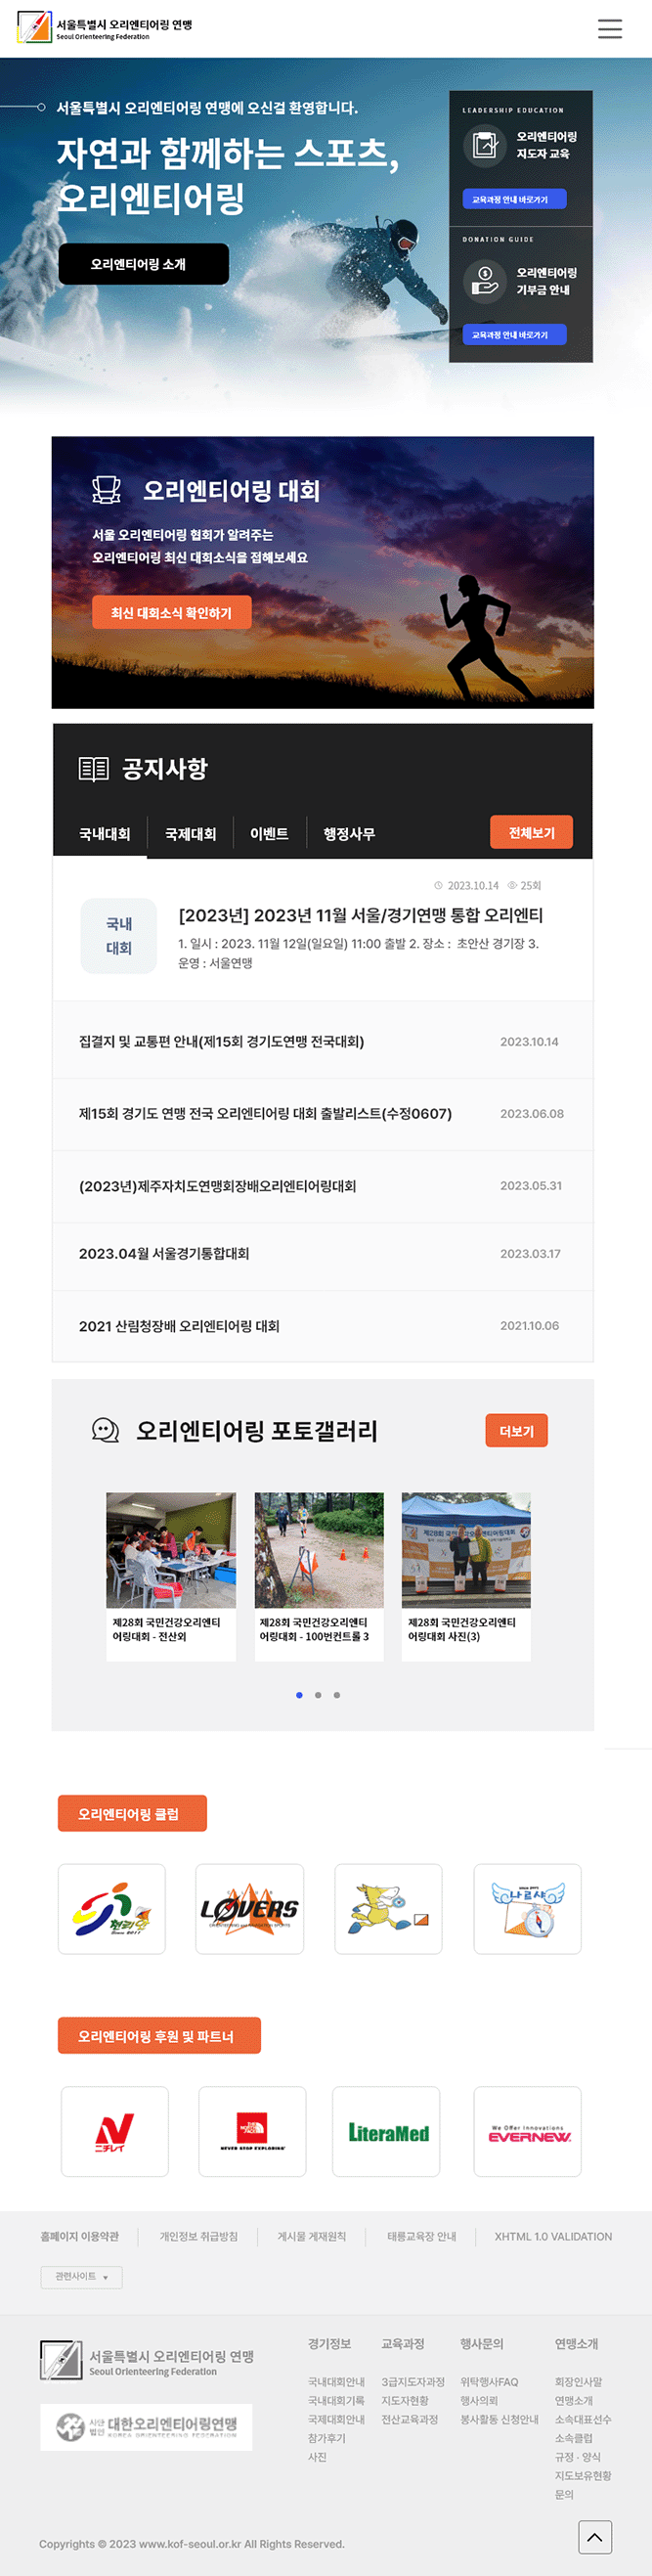 서울특별시 오리엔티어링 연맹
Seoul Orienteering Federation
서울특별시 오리엔티어링 연맹에 오신걸 환영합니다.
자연과 함께하는 스포츠,
오리엔티어링
오리엔티어링 소개
LEADERSHIP EDUCATION
오리엔티어링
지도자 교육
교육과정 안내 바로가기
DONATION GUIDE
오리엔티어링
기부금 안내
교육과정 안내 바로가기
오리엔티어링 대회
서울 오리엔티어링 협회가 알려주는
오리엔티어링 최신 대회소식을 접해보세요
최신 대회소식 확인하기
공지사항
국내대회 국제대회 이벤트 행정사무 전체보기
2023.10.14 25회
국내
대회
[2023년] 2023년 11월 서울/경기연맹 통합 오리엔티
1. 일시 : 2023. 11월 12일(일요일) 11:00 출발 2. 장소 : 초안산 경기장 3.
운영 : 서울연맹
집결지 및 교통편 안내(제15회 경기도연맹 전국대회) 2023.10.14
제15회 경기도 연맹 전국 오리엔티어링 대회 출발리스트(수정0607) 2023.06.08
(2023년)제주자치도연맹회장배오리엔티어링대회 2023.05.31
2023.04월 서울경기통합대회 2023.03.17
2021 산림청장배 오리엔티어링 대회 2021.10.06
오리엔티어링 포토갤러리 더보기
제28회 국민건강오리엔티
어링대회 - 전산외
제28회 국민건강오리엔티
어링대회 - 100번컨트롤 3
제28회 국민건강오리엔티
어링대회 사진(3)
오리엔티어링 클럽
Since 2011
LOVERS
나르샤
오리엔티어링 후원 및 파트너
ニチレイ
THE NORTH FACE
NEVER STOP EXPLORING
LiteraMed
We Offer Innovations
EVERNEW.
홈페이지 이용약관 개인정보 취급방침 게시물 게재원칙 태릉교육장 안내 XHTML 1.0 VALIDATION
관련사이트
서울특별시 오리엔티어링 연맹
Seoul Orienteering Federation
사단법인 대한오리엔티어링연맹
KOREA ORIENTEERING FEDERATION
경기정보
국내대회안내
국내대회기록
국제대회안내
참가후기
사진
교육과정
3급지도자과정
지도자현황
전산교육과정
행사문의
위탁행사FAQ
행사의뢰
봉사활동 신청안내
연맹소개
회장인사말
연맹소개
소속대표선수
소속클럽
규정 · 양식
지도보유현황
문의
Copyrights © 2023 www.kof-seoul.or.kr All Rights Reserved.